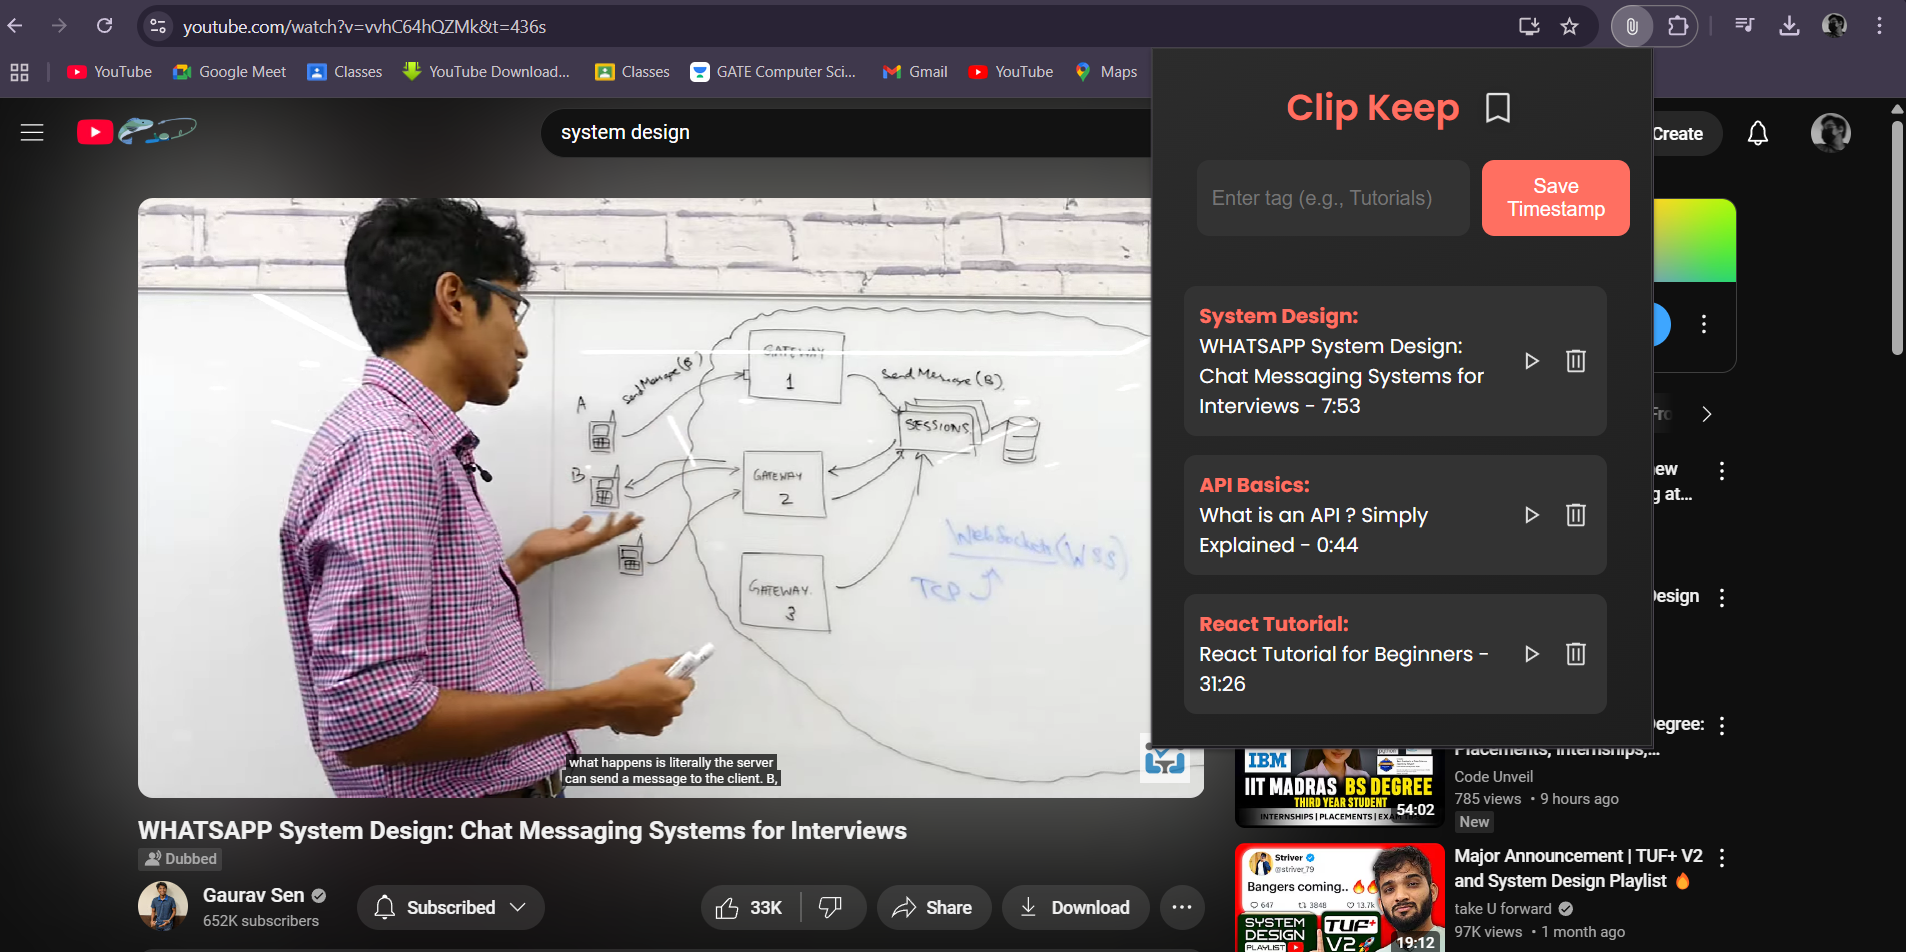 youtube.com/watch?v=vvhC64hQZMk&t=436s
YouTube
Google Meet
Classes
YouTube Download...
Classes
GATE Computer Sci...
Gmail
YouTube
Maps
system design
Create
Clip Keep
Enter tag (e.g., Tutorials)
Save
Timestamp
System Design:
WHATSAPP System Design:
Chat Messaging Systems for
Interviews - 7:53
API Basics:
What is an API ? Simply
Explained - 0:44
React Tutorial:
React Tutorial for Beginners -
31:26
GATEWAY
1
SendMessage(B)
SendMessage(B)
A
SESSIONS
B
GATEWAY
2
WebSockets(WSS)
TCP
GATEWAY
3
what happens is literally the server
can send a message to the client. B,
WHATSAPP System Design: Chat Messaging Systems for Interviews
Dubbed
Gaurav Sen
652K subscribers
Subscribed
33K
Share
Download
Fro
ew
g at...
Design
Degree:
Placements, Internships,...
Code Unveil
785 views • 9 hours ago
New
IBM
IIT MADRAS BS DEGREE
THIRD YEAR STUDENT
54:02
INTERNSHIPS | PLACEMENTS |
Major Announcement | TUF+ V2
and System Design Playlist 🔥
take U forward
97K views • 1 month ago
Striver
@striver_79
Bangers coming.. 🔥🔥
647 3848 13.7k
SYSTEM
DESIGN
PLAYLIST
TUF+
V2
19:12